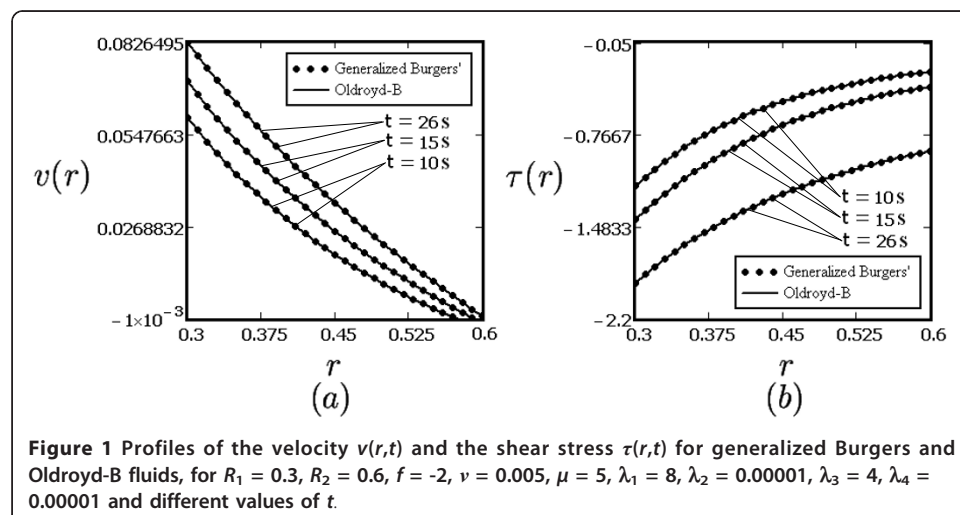 0.0826495
0.0547663
0.0268832
−1×10⁻³
v(r)
Generalized Burgers'
Oldroyd-B
t = 26 s
t = 15 s
t = 10 s
0.3 0.375 0.45 0.525 0.6
r
(a)
−0.05
−0.7667
−1.4833
−2.2
τ(r)
t = 10 s
t = 15 s
t = 26 s
Generalized Burgers'
Oldroyd-B
0.3 0.375 0.45 0.525 0.6
r
(b)
Figure 1 Profiles of the velocity v(r,t) and the shear stress τ(r,t) for generalized Burgers and
Oldroyd-B fluids, for R₁ = 0.3, R₂ = 0.6, f = -2, ν = 0.005, μ = 5, λ₁ = 8, λ₂ = 0.00001, λ₃ = 4, λ₄ =
0.00001 and different values of t.